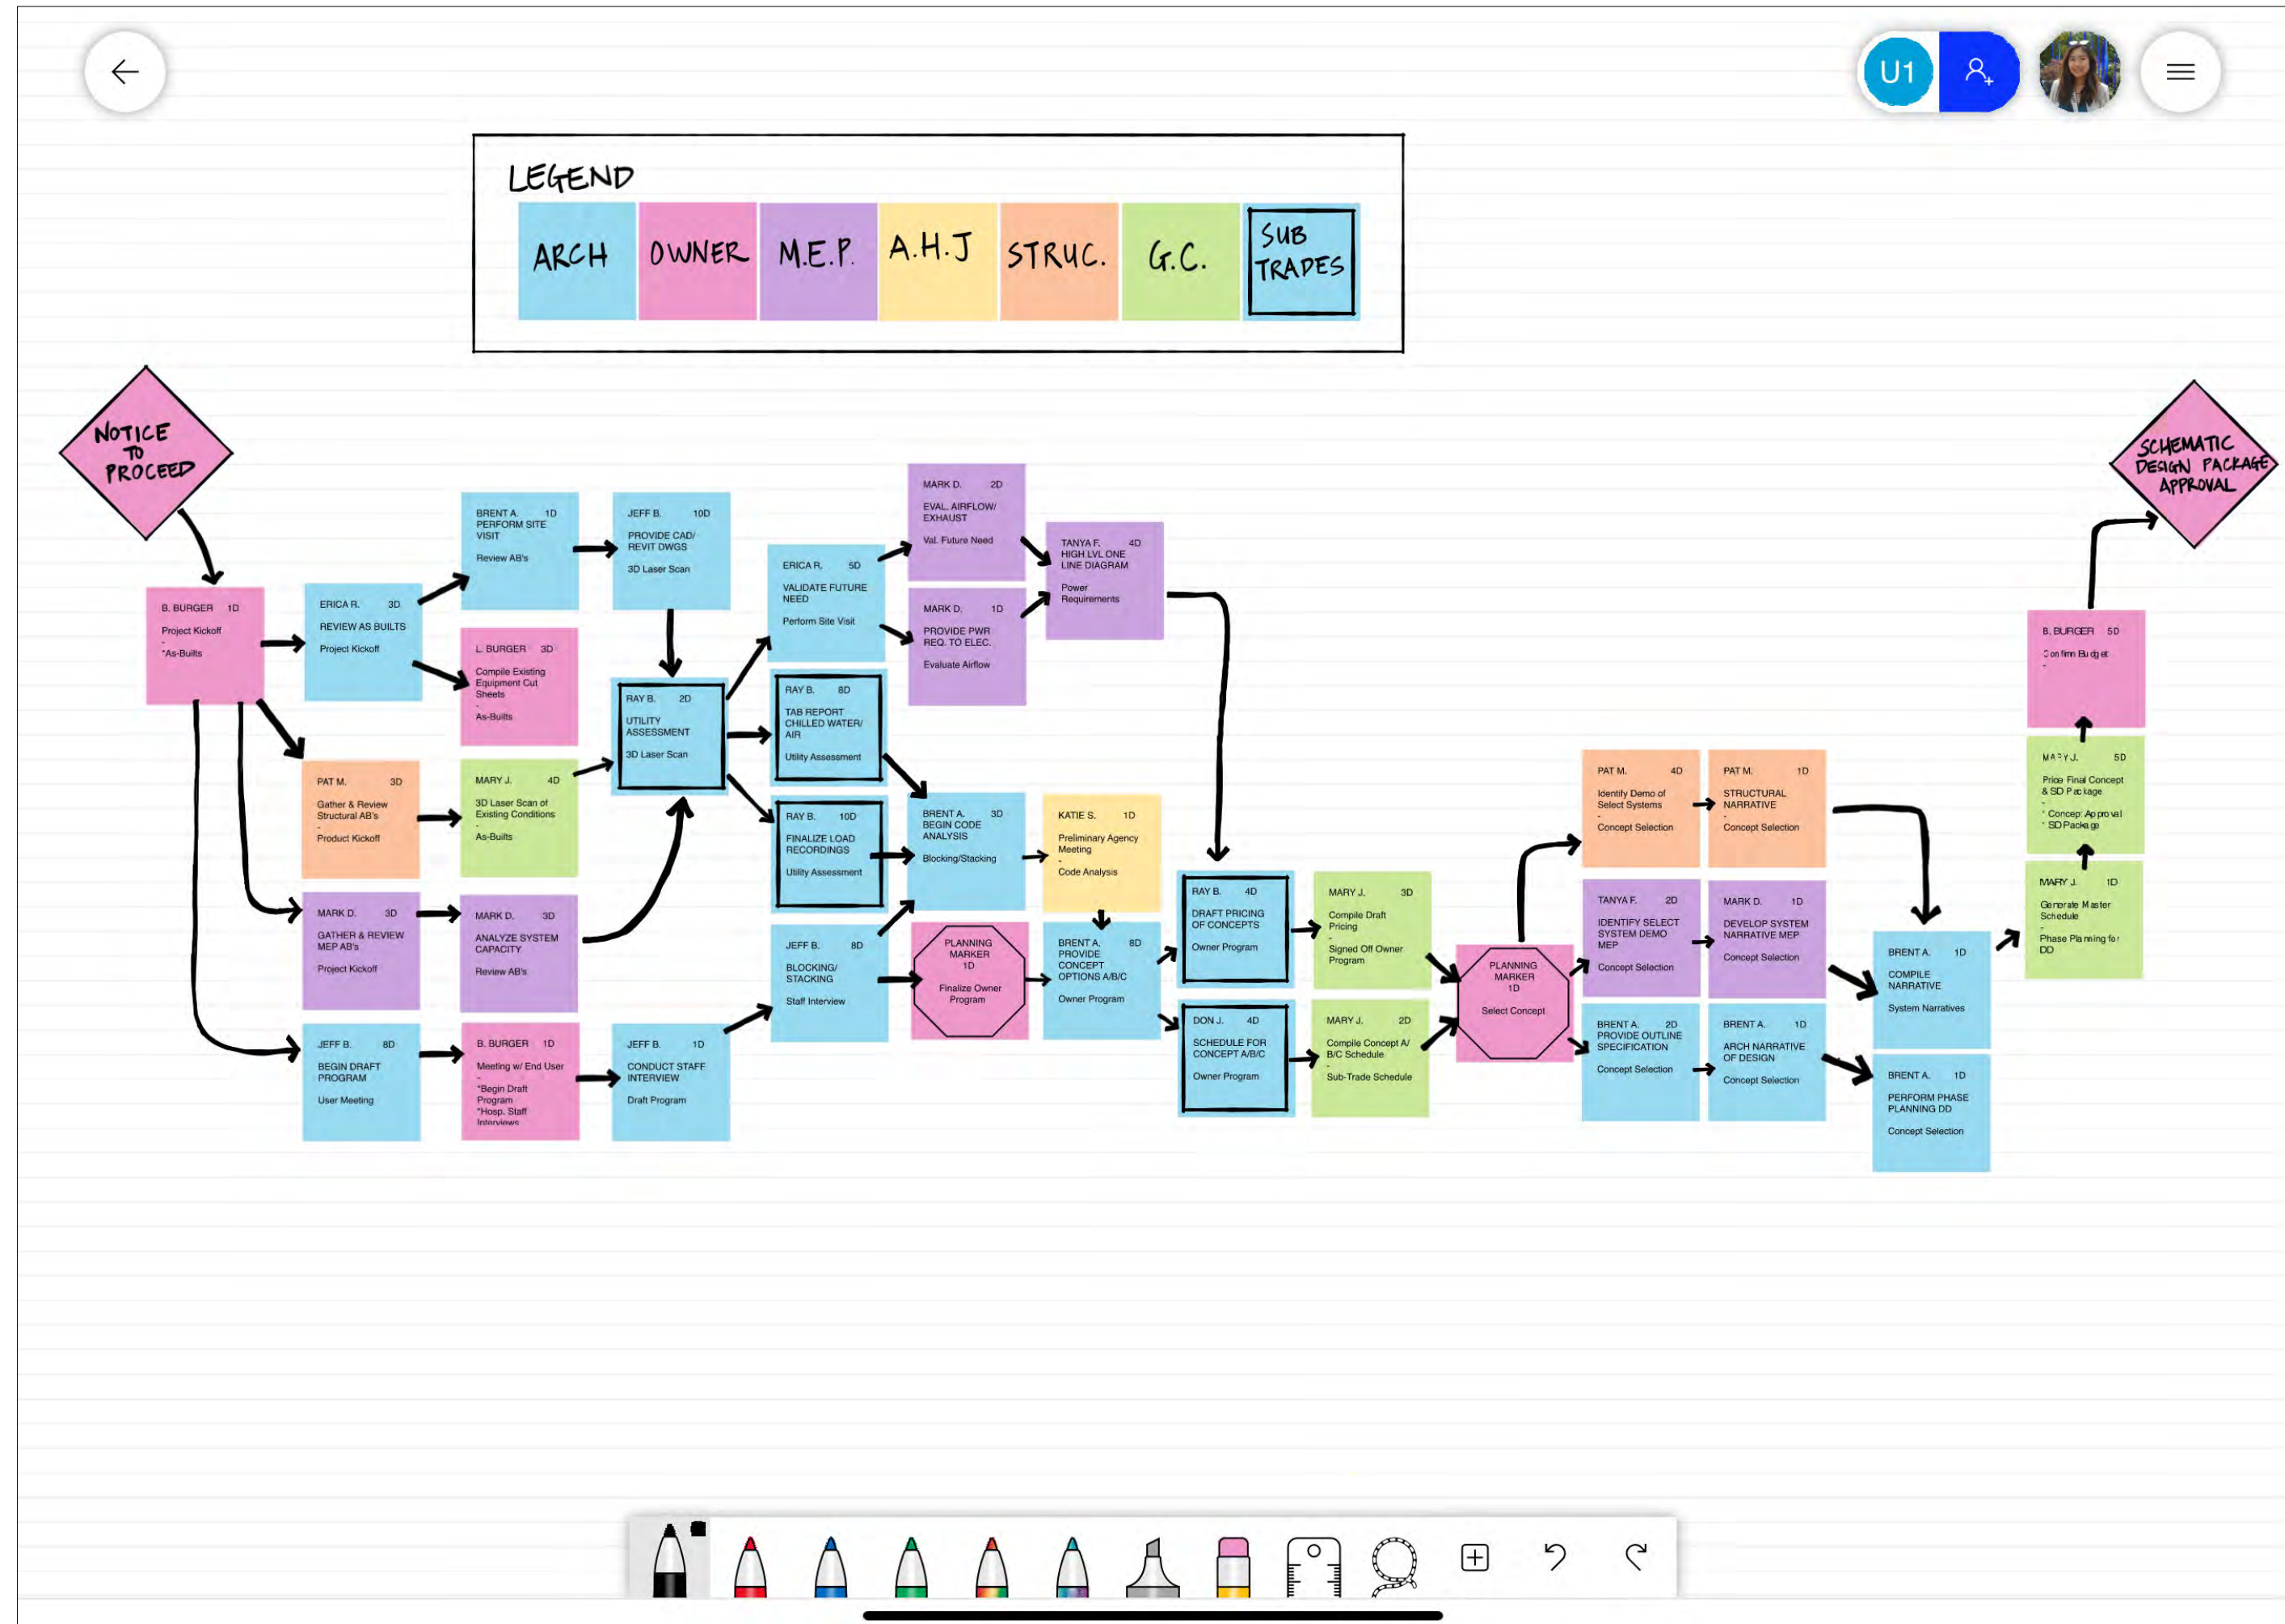 U1
LEGEND
ARCH
OWNER
M.E.P.
A.H.J
STRUC.
G.C.
SUB
TRADES
NOTICE
TO
PROCEED
SCHEMATIC
DESIGN PACKAGE
APPROVAL
B. BURGER 1D
Project Kickoff
-
*As-Builts
ERICA R. 3D
REVIEW AS BUILTS
Project Kickoff
BRENT A. 1D
PERFORM SITE
VISIT
Review AB's
JEFF B. 10D
PROVIDE CAD/
REVIT DWGS
3D Laser Scan
L. BURGER 3D
Compile Existing
Equipment Cut
Sheets
-
As-Builts
PAT M. 3D
Gather & Review
Structural AB's
-
Product Kickoff
MARY J. 4D
3D Laser Scan of
Existing Conditions
-
As-Builts
RAY B. 2D
UTILITY
ASSESSMENT
3D Laser Scan
MARK D. 3D
GATHER & REVIEW
MEP AB's
Project Kickoff
MARK D. 3D
ANALYZE SYSTEM
CAPACITY
Review AB's
JEFF B. 8D
BEGIN DRAFT
PROGRAM
User Meeting
B. BURGER 1D
Meeting w/ End User
-
*Begin Draft
Program
*Hosp. Staff
Interviews
JEFF B. 1D
CONDUCT STAFF
INTERVIEW
Draft Program
ERICA R. 5D
VALIDATE FUTURE
NEED
Perform Site Visit
RAY B. 8D
TAB REPORT
CHILLED WATER/
AIR
Utility Assessment
RAY B. 10D
FINALIZE LOAD
RECORDINGS
Utility Assessment
JEFF B. 8D
BLOCKING/
STACKING
Staff Interview
MARK D. 2D
EVAL. AIRFLOW/
EXHAUST
Val. Future Need
MARK D. 1D
PROVIDE PWR
REQ. TO ELEC.
Evaluate Airflow
TANYA F. 4D
HIGH LVL ONE
LINE DIAGRAM
Power
Requirements
BRENT A. 3D
BEGIN CODE
ANALYSIS
Blocking/Stacking
KATIE S. 1D
Preliminary Agency
Meeting
-
Code Analysis
PLANNING
MARKER
1D
Finalize Owner
Program
BRENT A. 8D
PROVIDE
CONCEPT
OPTIONS A/B/C
Owner Program
RAY B. 4D
DRAFT PRICING
OF CONCEPTS
Owner Program
MARY J. 3D
Compile Draft
Pricing
-
Signed Off Owner
Program
DON J. 4D
SCHEDULE FOR
CONCEPT A/B/C
Owner Program
MARY J. 2D
Compile Concept A/
B/C Schedule
-
Sub-Trade Schedule
PLANNING
MARKER
1D
Select Concept
PAT M. 4D
Identify Demo of
Select Systems
-
Concept Selection
PAT M. 1D
STRUCTURAL
NARRATIVE
-
Concept Selection
TANYA F. 2D
IDENTIFY SELECT
SYSTEM DEMO
MEP
Concept Selection
MARK D. 1D
DEVELOP SYSTEM
NARRATIVE MEP
Concept Selection
BRENT A. 2D
PROVIDE OUTLINE
SPECIFICATION
Concept Selection
BRENT A. 1D
ARCH NARRATIVE
OF DESIGN
Concept Selection
BRENT A. 1D
COMPILE
NARRATIVE
System Narratives
BRENT A. 1D
PERFORM PHASE
PLANNING DD
Concept Selection
B. BURGER 5D
Confirm Budget
-
MARY J. 5D
Price Final Concept
& SD Package
-
* Concept Approval
* SD Package
MARY J. 1D
Generate Master
Schedule
-
Phase Planning for
DD